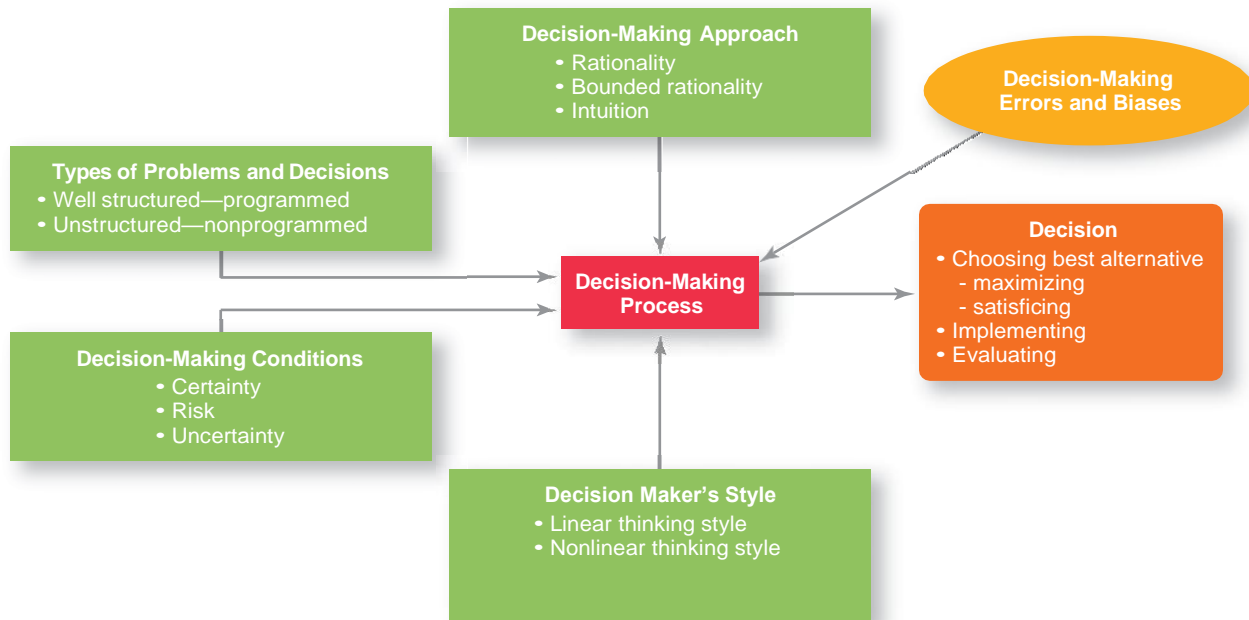 Decision-Making Approach
• Rationality
• Bounded rationality
• Intuition
Decision-Making
Errors and Biases
Types of Problems and Decisions
• Well structured—programmed
• Unstructured—nonprogrammed
Decision-Making
Process
Decision
• Choosing best alternative
- maximizing
- satisficing
• Implementing
• Evaluating
Decision-Making Conditions
• Certainty
• Risk
• Uncertainty
Decision Maker's Style
• Linear thinking style
• Nonlinear thinking style